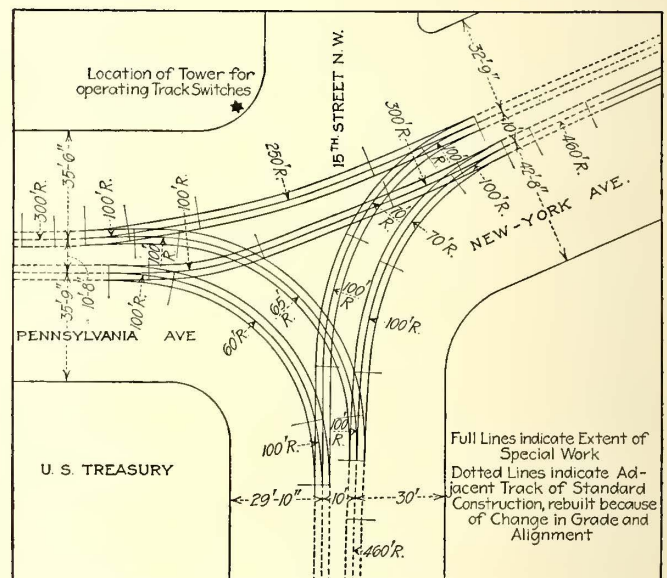 Location of Tower for
operating Track Switches
15TH STREET N.W.
32'-9"
10'
460'R.
42'-8"
NEW-YORK AVE.
300'R.
100'
R.
100'R.
250'R.
10'
R.
70'R.
35'-6"
300'R.
100'R.
100'R.
100'
R
35'-9"
10'-8"
100'R.
PENNSYLVANIA AVE
60'R.
65'
R.
100'
R
100'R.
100'R.
100'
R.
U. S. TREASURY
29'-10"
10'
30'
460'R.
Full Lines indicate Extent of
Special Work
Dotted Lines indicate Ad-
jacent Track of Standard
Construction, rebuilt because
of Change in Grade and
Alignment